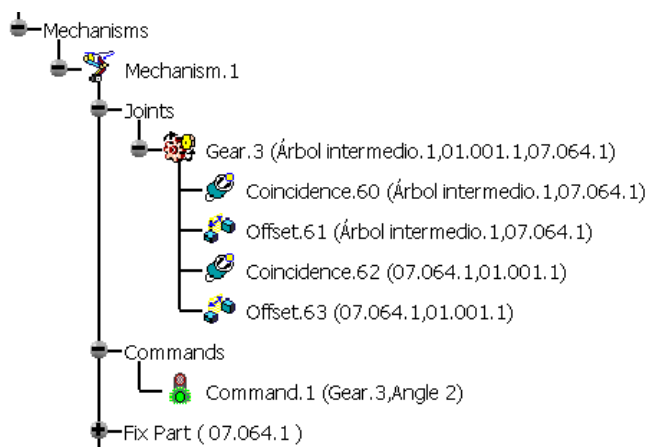 Mechanisms
Mechanism.1
Joints
Gear.3 (Árbol intermedio.1,01.001.1,07.064.1)
Coincidence.60 (Árbol intermedio.1,07.064.1)
Offset.61 (Árbol intermedio.1,07.064.1)
Coincidence.62 (07.064.1,01.001.1)
Offset.63 (07.064.1,01.001.1)
Commands
Command.1 (Gear.3,Angle 2)
Fix Part ( 07.064.1 )